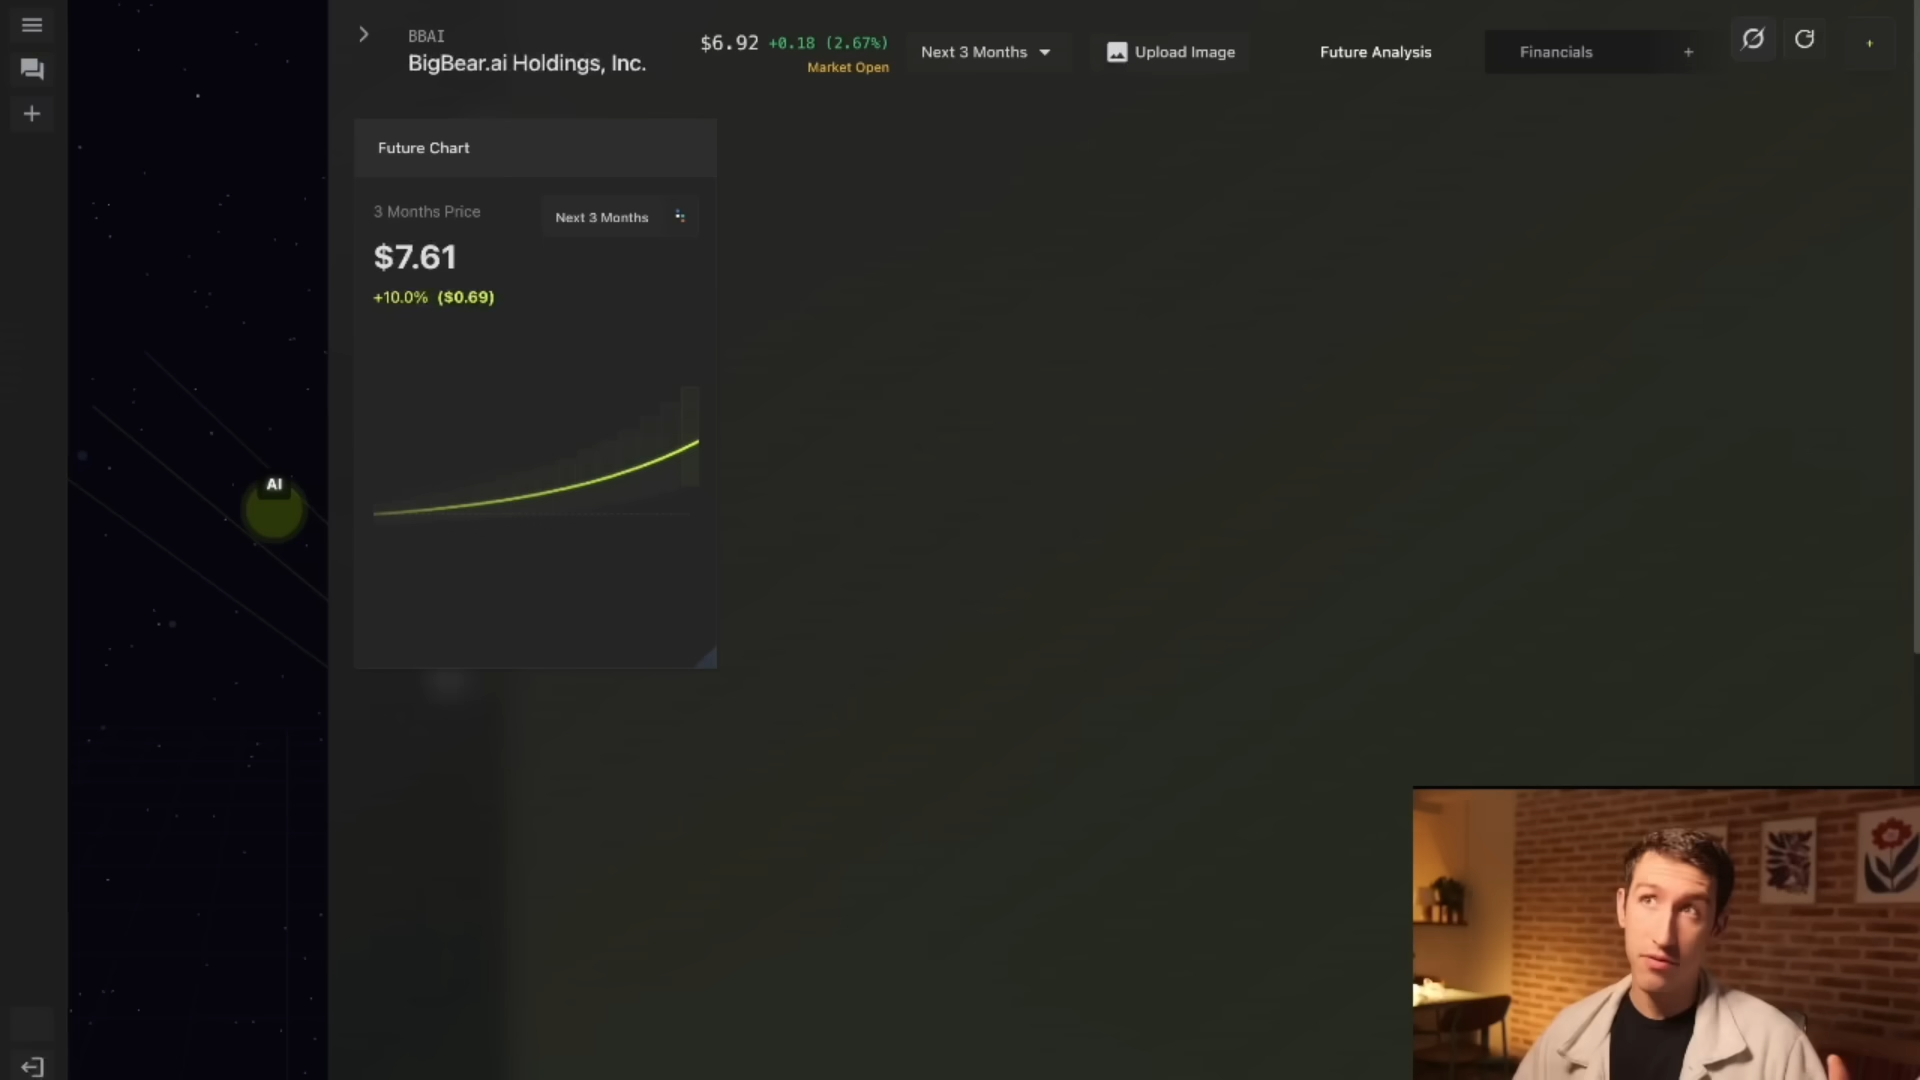 BBAI
BigBear.ai Holdings, Inc.
$6.92 +0.18 (2.67%)
Market Open
Next 3 Months
Upload Image
Future Analysis
Financials +
+
Future Chart
3 Months Price
Next 3 Months
$7.61
+10.0% ($0.69)
AI